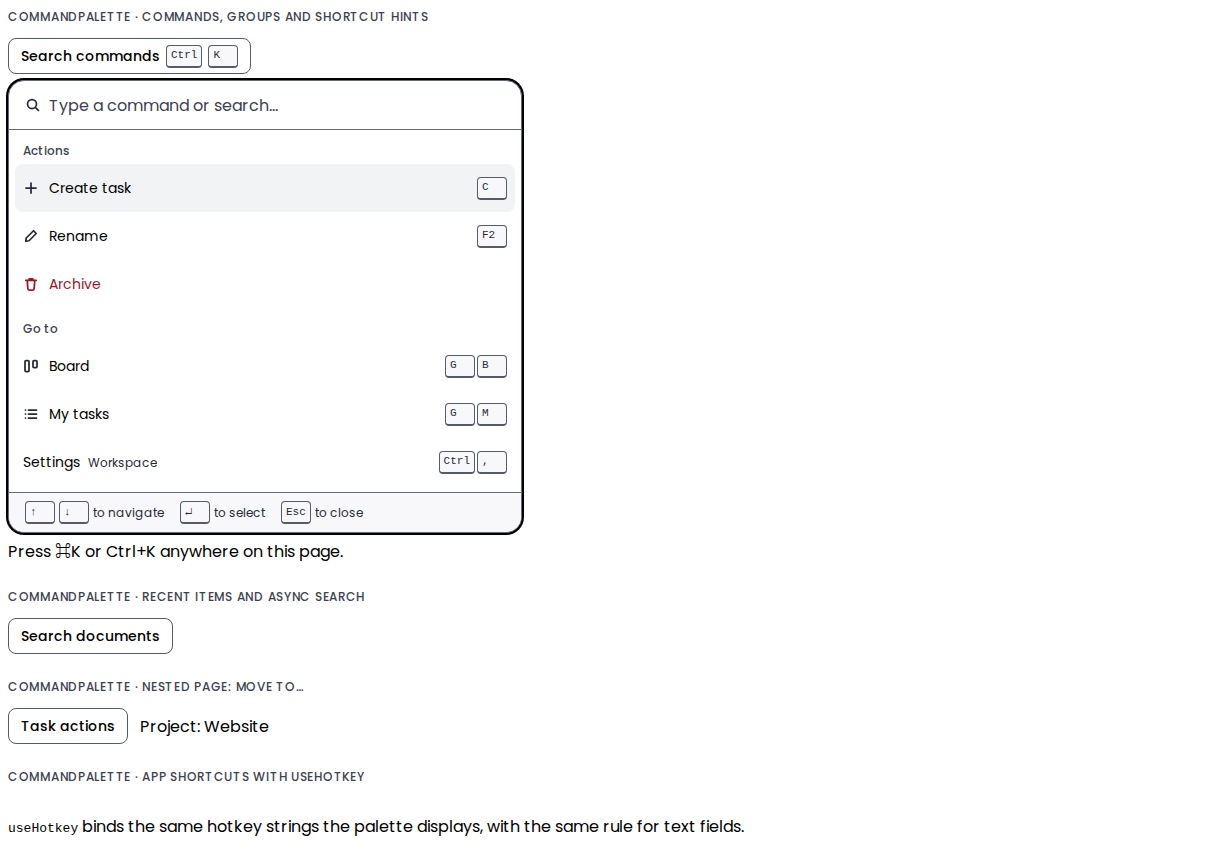 COMMANDPALETTE · COMMANDS, GROUPS AND SHORTCUT HINTS
Search commands Ctrl K
Type a command or search...
Actions
Create task C
Rename F2
Archive
Go to
Board G B
My tasks G M
Settings Workspace Ctrl ,
↑ ↓ to navigate ↵ to select Esc to close
Press ⌘K or Ctrl+K anywhere on this page.
COMMANDPALETTE · RECENT ITEMS AND ASYNC SEARCH
Search documents
COMMANDPALETTE · NESTED PAGE: MOVE TO...
Task actions Project: Website
COMMANDPALETTE · APP SHORTCUTS WITH USEHOTKEY
useHotkey binds the same hotkey strings the palette displays, with the same rule for text fields.